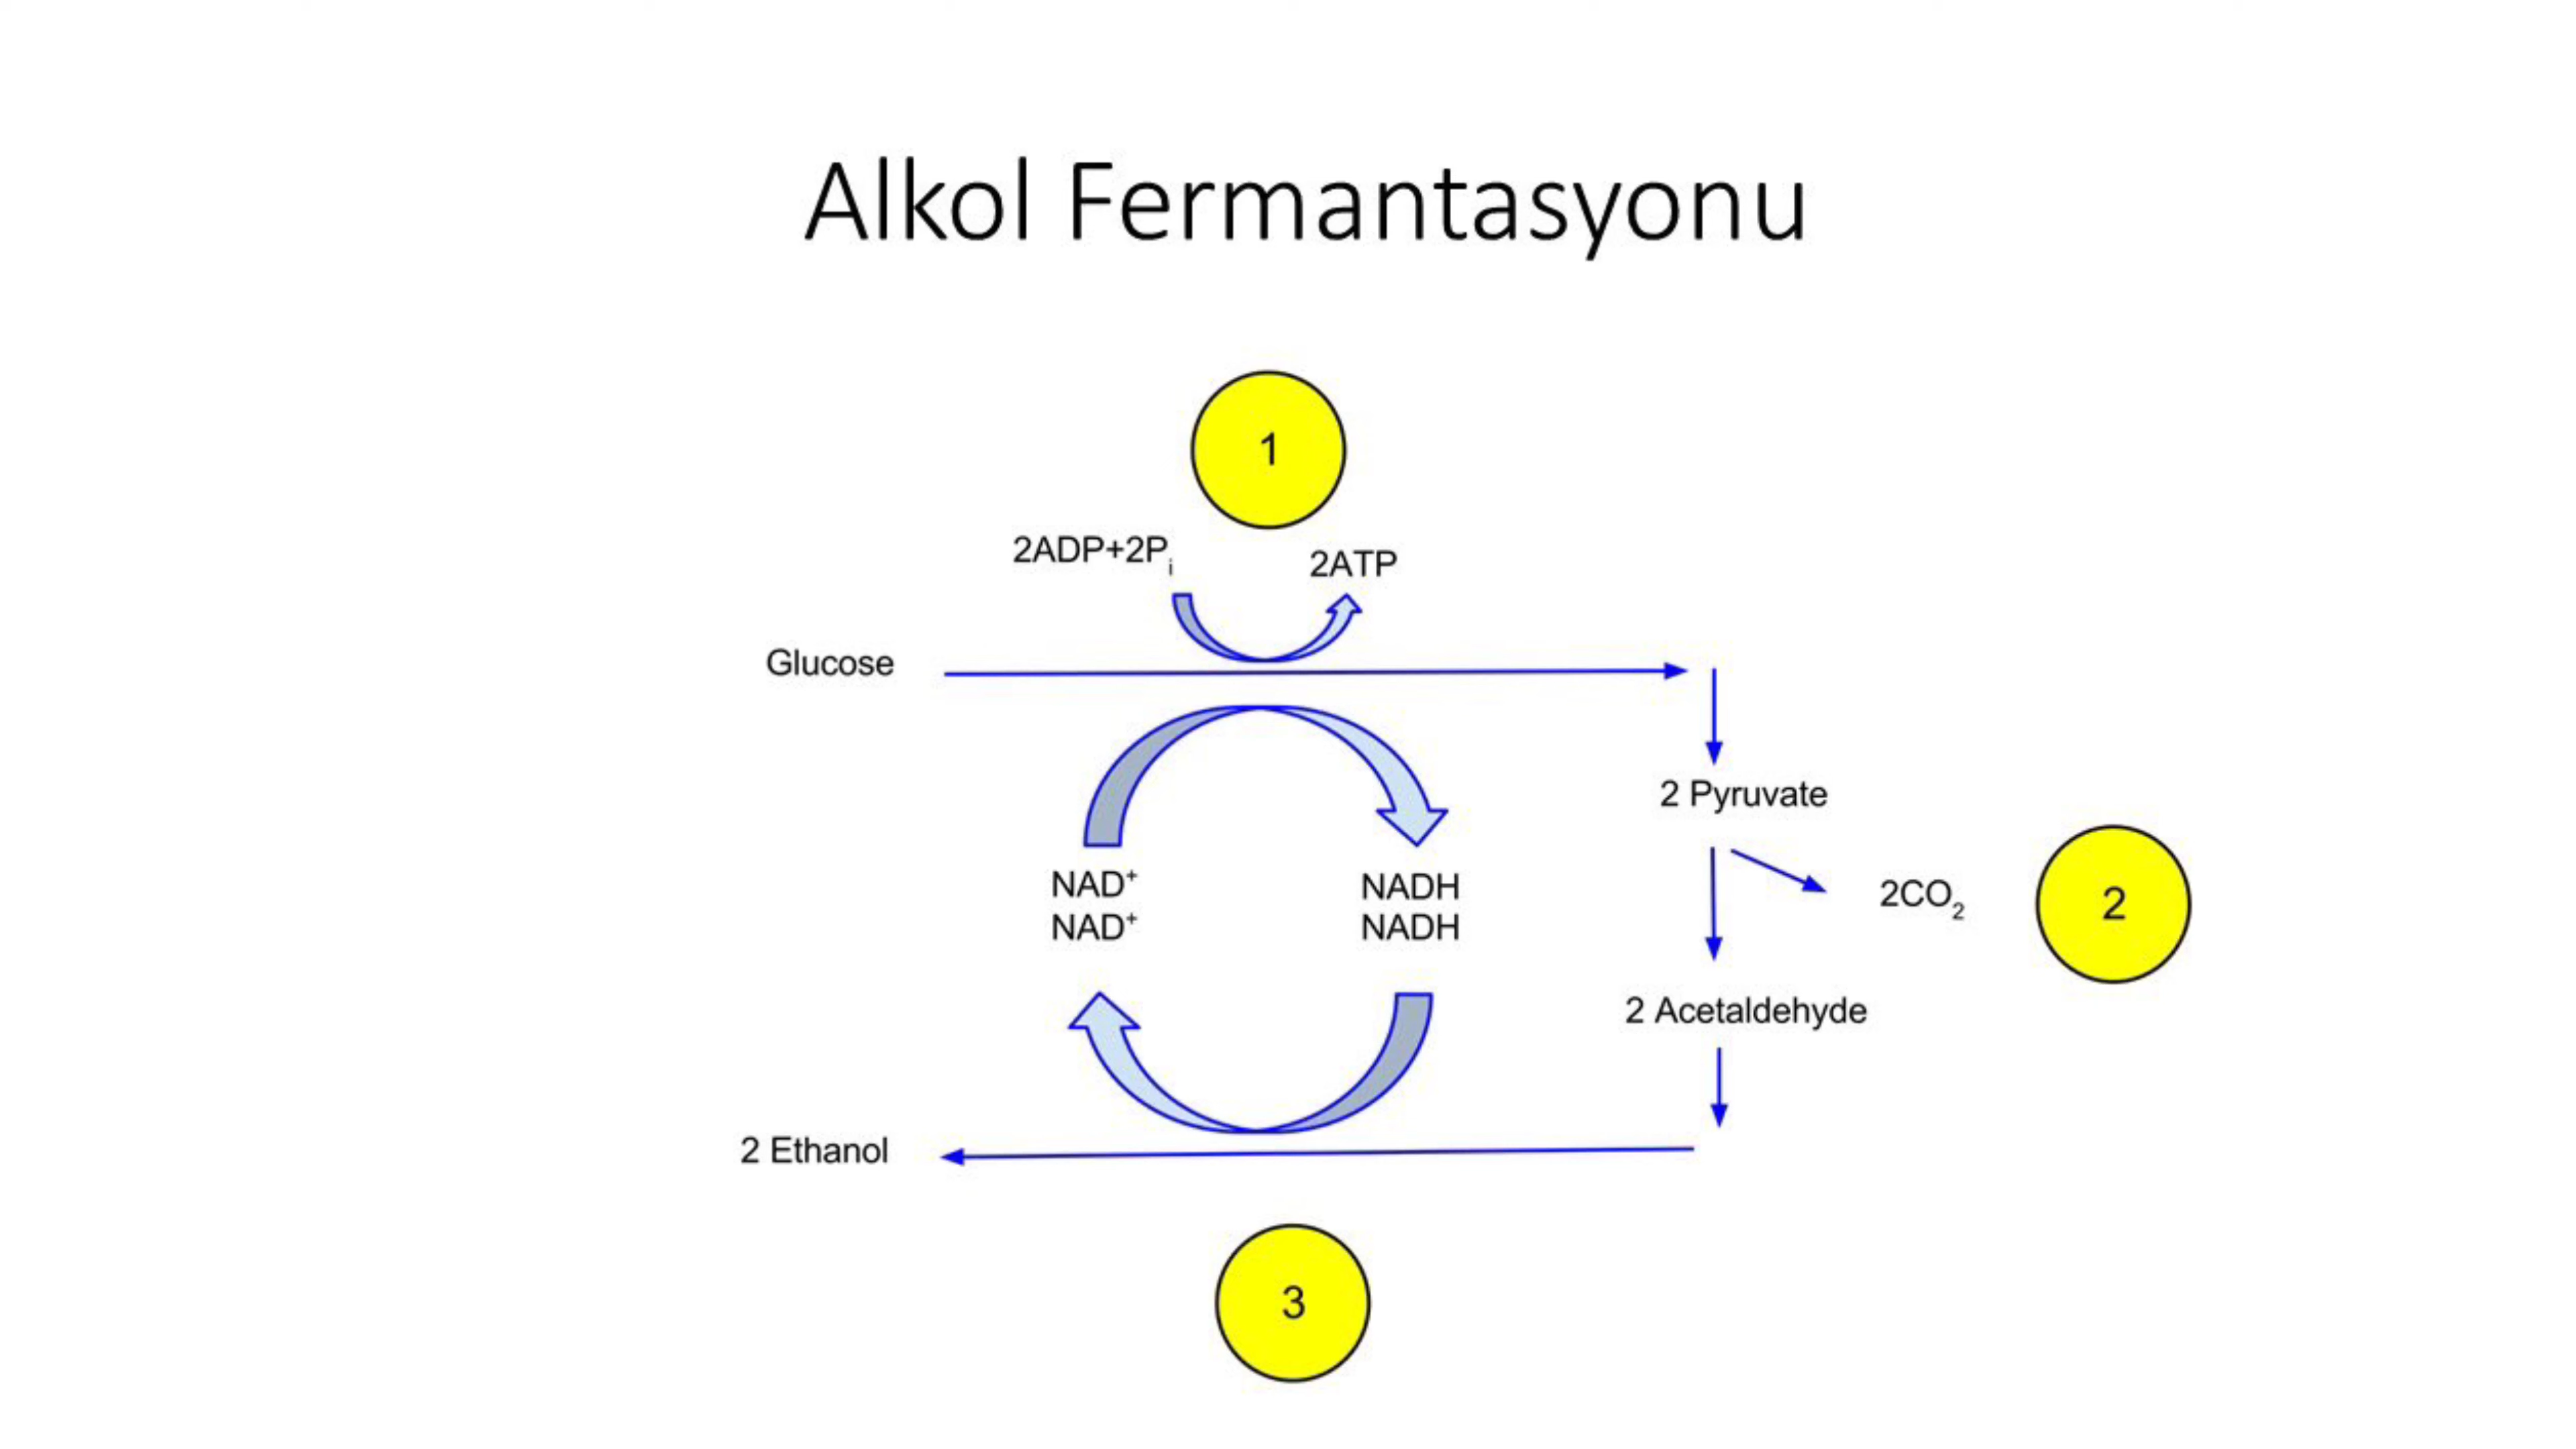 Alkol Fermantasyonu
1
2ADP+2Pᵢ
2ATP
Glucose
2 Pyruvate
NAD⁺
NAD⁺
NADH
NADH
2CO₂
2
2 Acetaldehyde
2 Ethanol
3